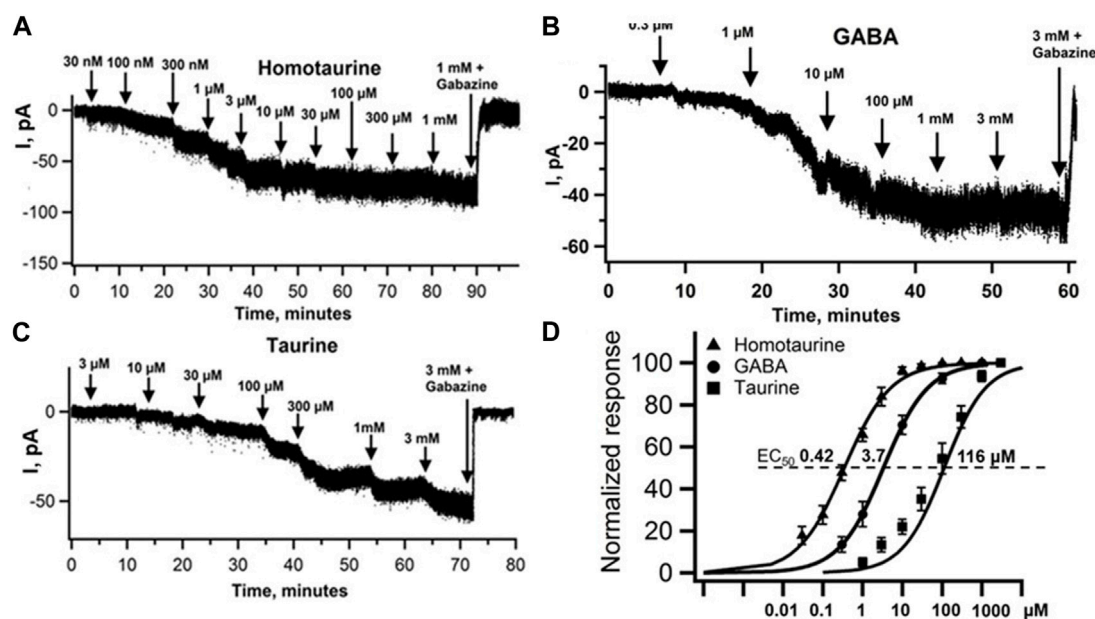 A
Homotaurine
30 nM
100 nM
300 nM
1 µM
3 µM
10 µM
30 µM
100 µM
300 µM
1 mM
1 mM +
Gabazine
I, pA
0
-50
-100
-150
0 10 20 30 40 50 60 70 80 90
Time, minutes
B
GABA
0.3 µM
1 µM
10 µM
100 µM
1 mM
3 mM
3 mM +
Gabazine
I, pA
0
-20
-40
-60
0 10 20 30 40 50 60
Time, minutes
C
Taurine
3 µM
10 µM
30 µM
100 µM
300 µM
1mM
3 mM
3 mM +
Gabazine
I, pA
0
-50
0 10 20 30 40 50 60 70 80
Time, minutes
D
Homotaurine
GABA
Taurine
Normalized response
100
80
60
40
20
0
EC50 0.42 3.7 116 µM
0.01 0.1 1 10 100 1000 µM